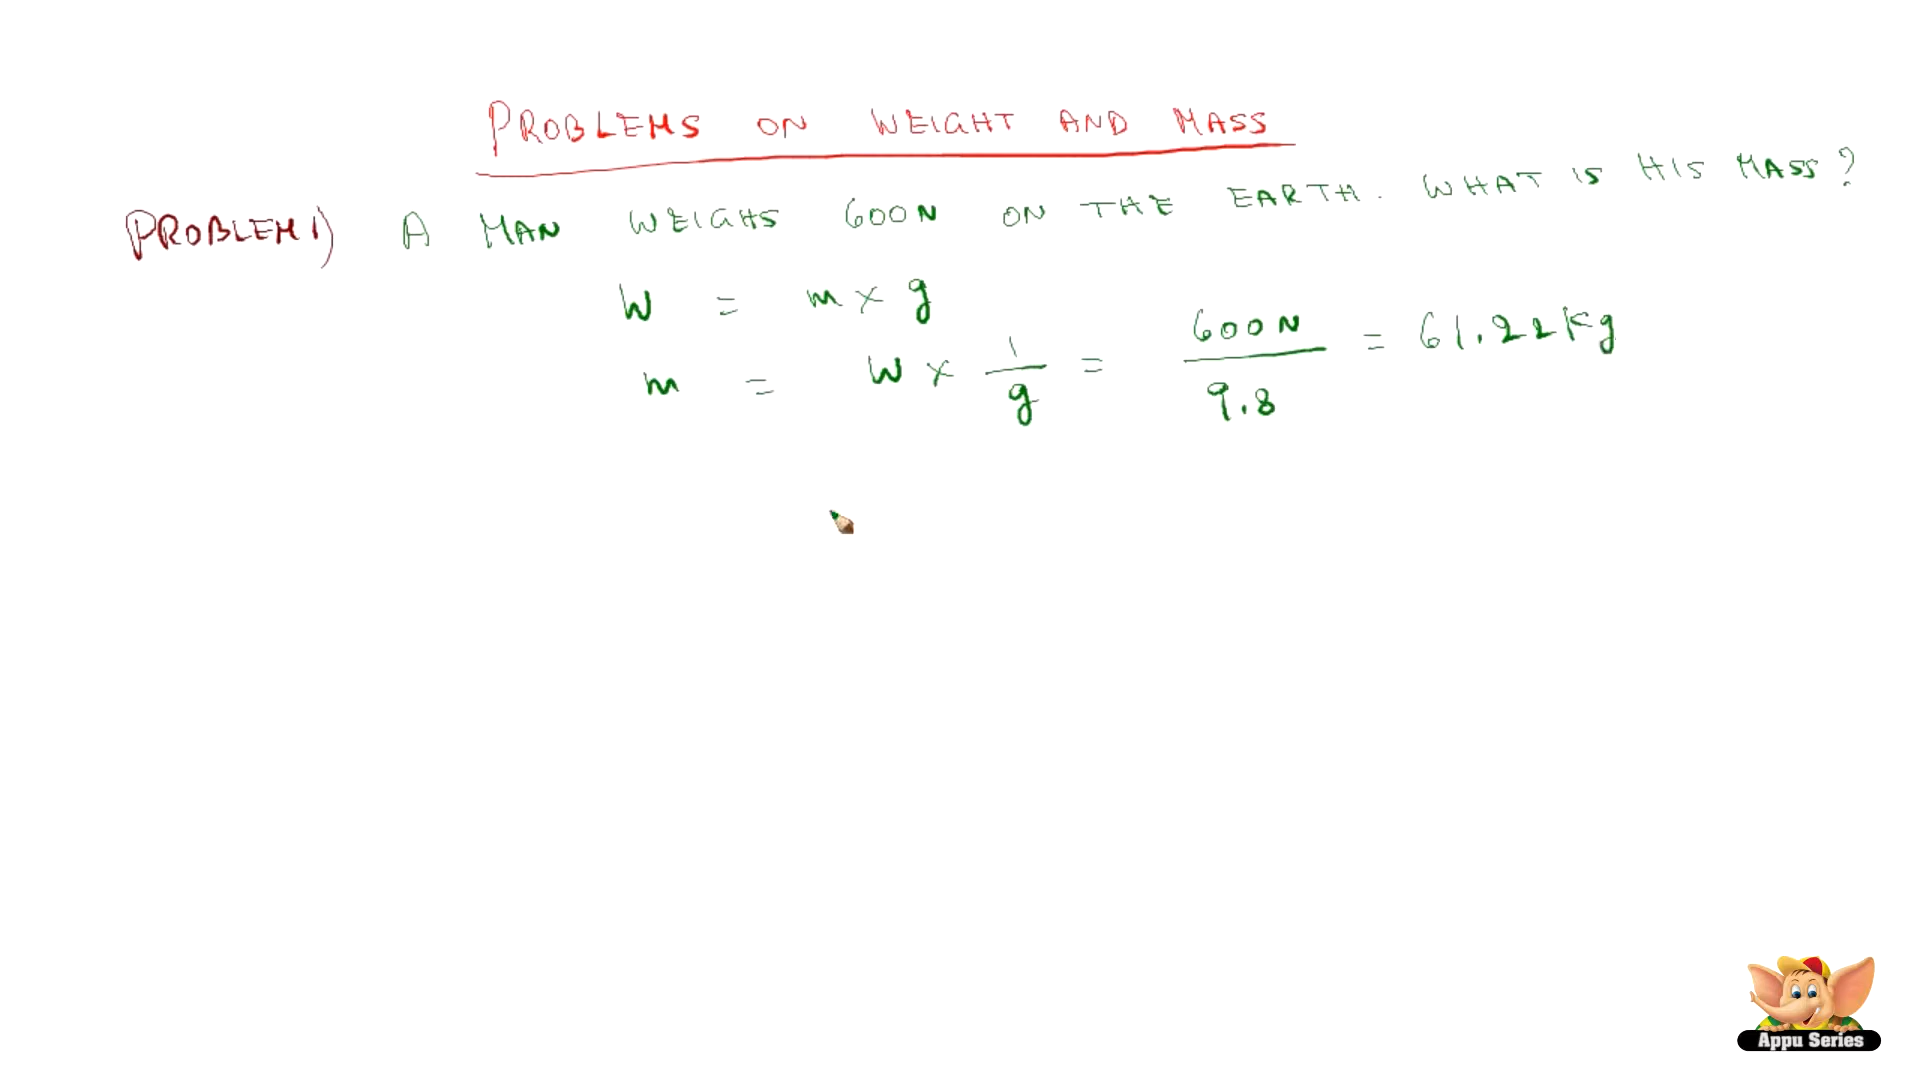 PROBLEMS ON WEIGHT AND MASS
PROBLEM 1) A MAN WEIGHS 600N ON THE EARTH. WHAT IS HIS MASS?
W = m × g
m = W × 1/g = 600N/9.8 = 61.22kg
Appu Series